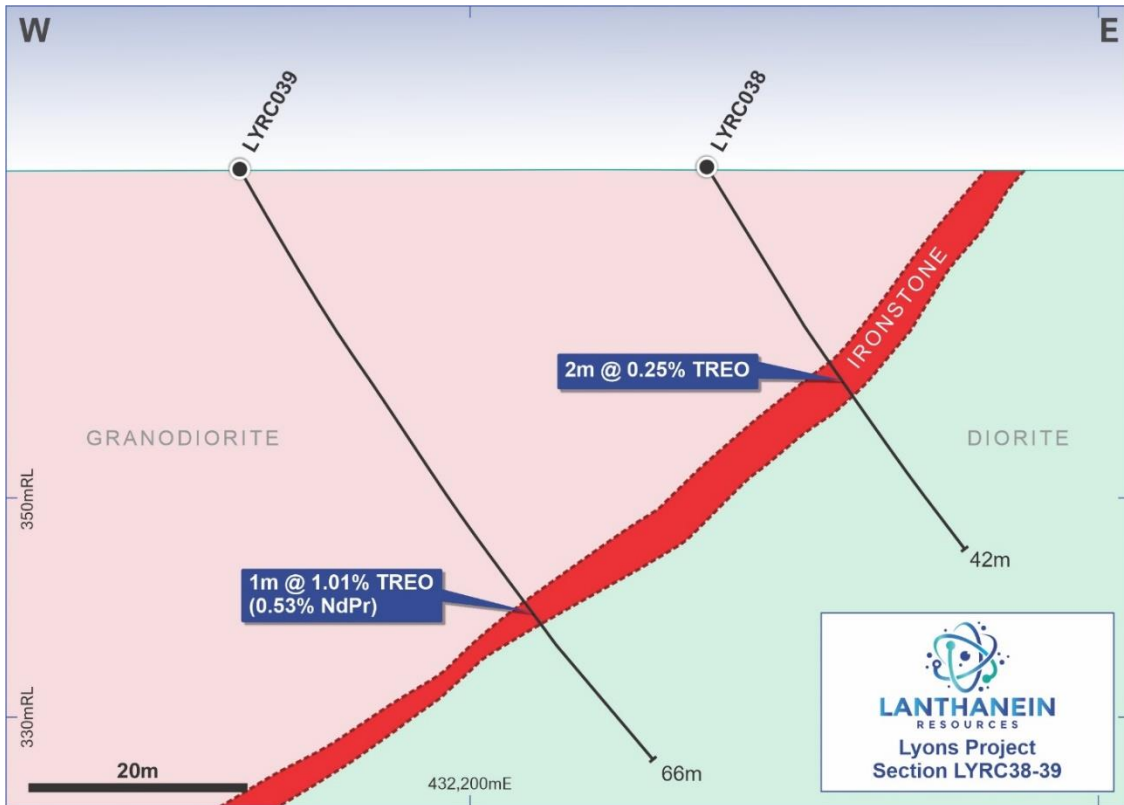 W
E
LYRC039
LYRC038
IRONSTONE
2m @ 0.25% TREO
GRANODIORITE
DIORITE
350mRL
42m
1m @ 1.01% TREO
(0.53% NdPr)
330mRL
66m
20m
432,200mE
LANTHANEIN
RESOURCES
Lyons Project
Section LYRC38-39